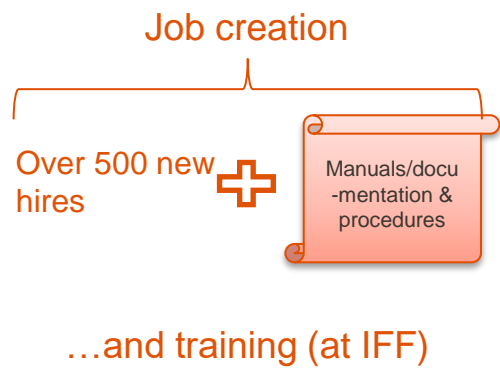 Job creation
Over 500 new
hires
Manuals/docu
-mentation &
procedures
…and training (at IFF)